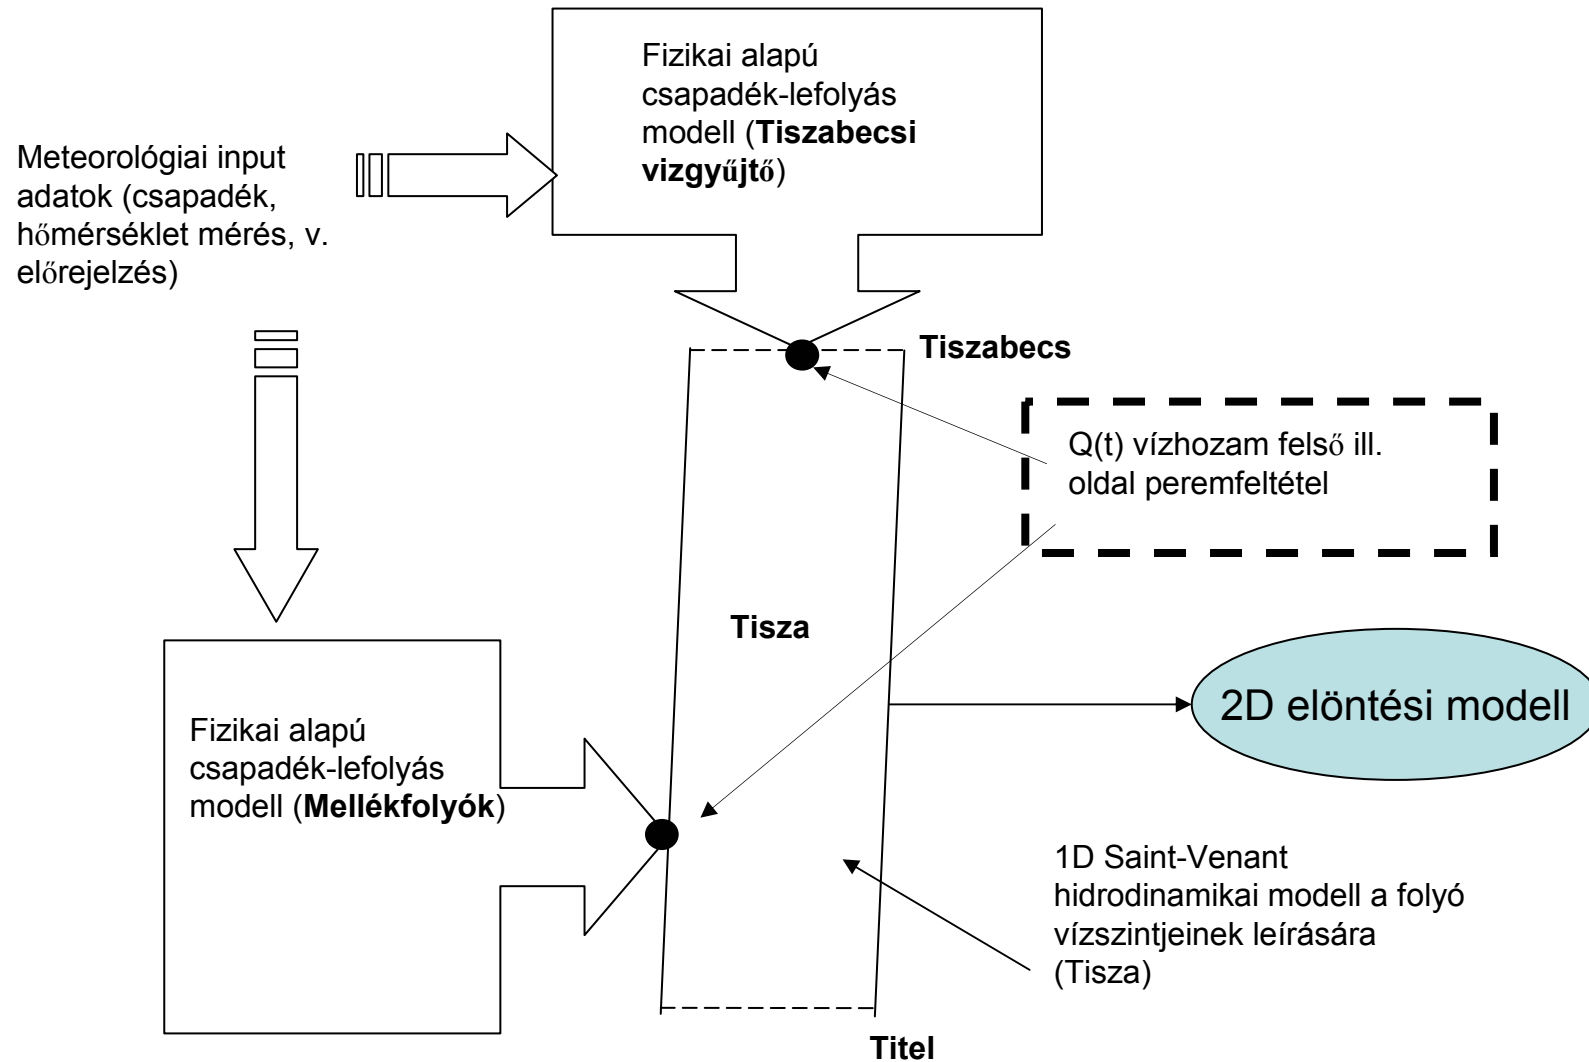 Fizikai alapú
csapadék-lefolyás
modell (Tiszabecsi
vizgyűjtő)
Meteorológiai input
adatok (csapadék,
hőmérséklet mérés, v.
előrejelzés)
Tiszabecs
Q(t) vízhozam felső ill.
oldal peremfeltétel
Tisza
2D elöntési modell
Fizikai alapú
csapadék-lefolyás
modell (Mellékfolyók)
1D Saint-Venant
hidrodinamikai modell a folyó
vízszintjeinek leírására
(Tisza)
Titel